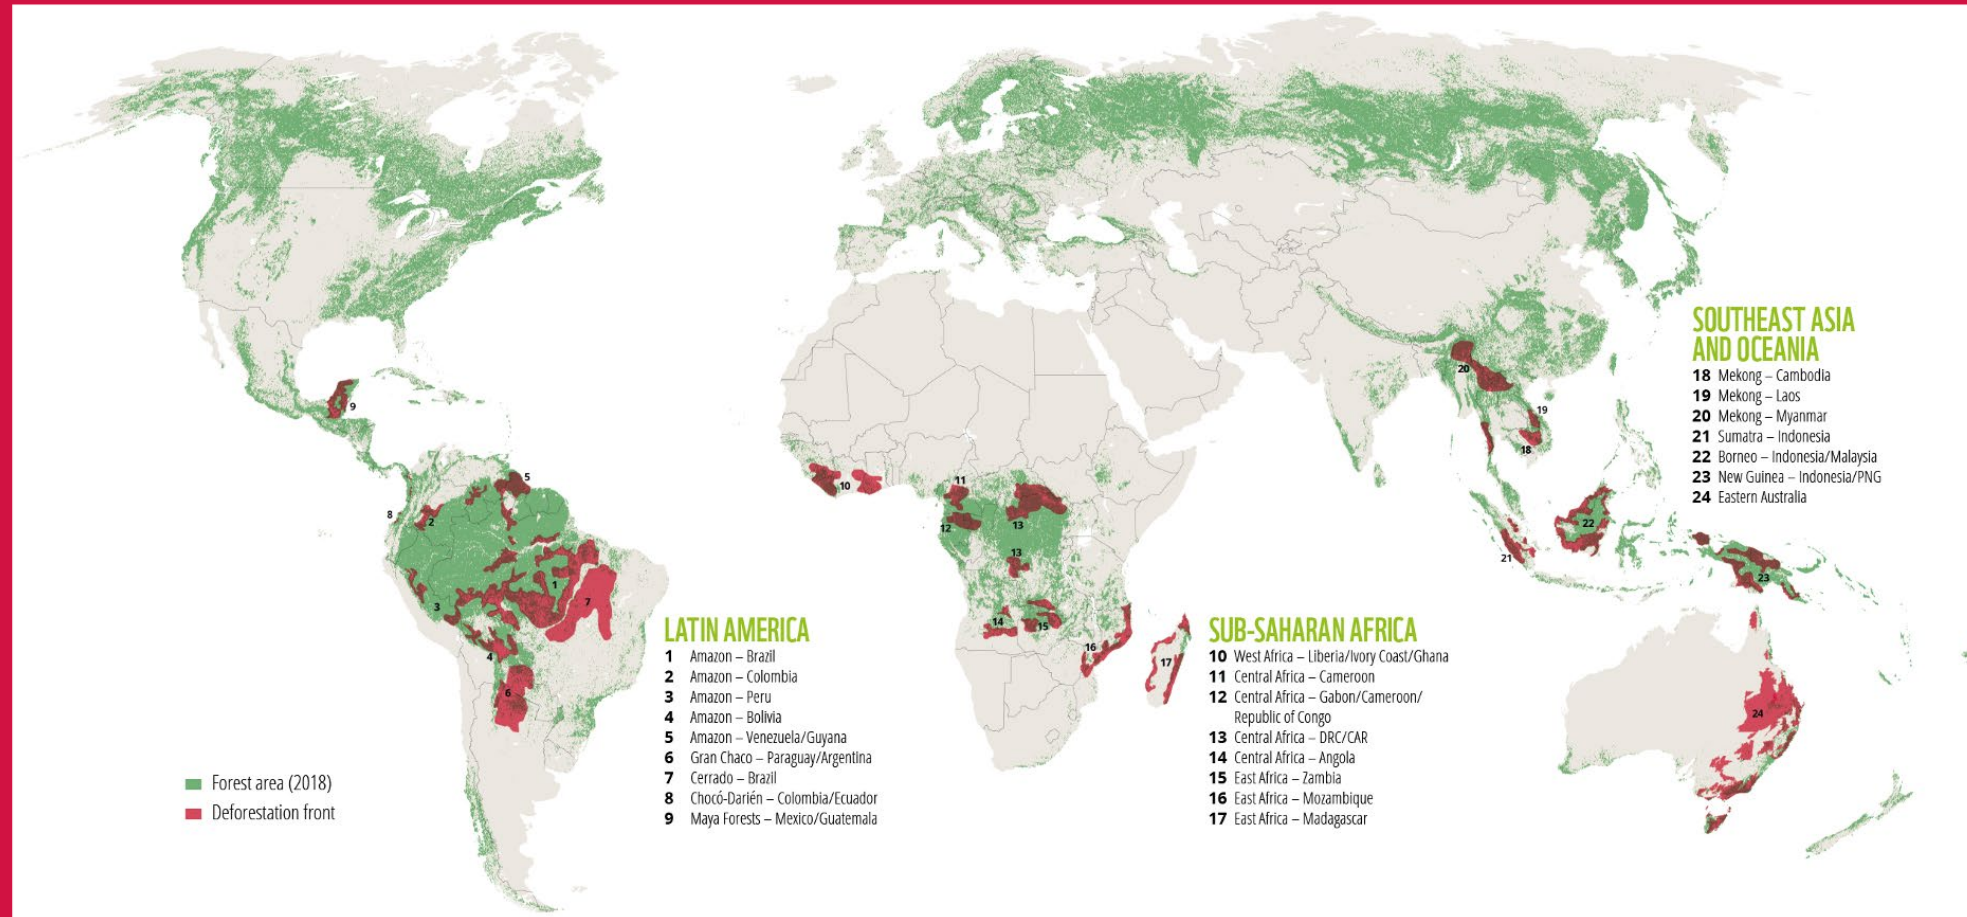 SOUTHEAST ASIA
AND OCEANIA
18 Mekong – Cambodia
19 Mekong – Laos
20 Mekong – Myanmar
21 Sumatra – Indonesia
22 Borneo – Indonesia/Malaysia
23 New Guinea – Indonesia/PNG
24 Eastern Australia
9
5
8
2
1
3
7
4
6
10
11
12
13
13
14
15
16
17
20
19
18
21
22
23
24
LATIN AMERICA
1 Amazon – Brazil
2 Amazon – Colombia
3 Amazon – Peru
4 Amazon – Bolivia
5 Amazon – Venezuela/Guyana
6 Gran Chaco – Paraguay/Argentina
7 Cerrado – Brazil
8 Chocó-Darién – Colombia/Ecuador
9 Maya Forests – Mexico/Guatemala
SUB-SAHARAN AFRICA
10 West Africa – Liberia/Ivory Coast/Ghana
11 Central Africa – Cameroon
12 Central Africa – Gabon/Cameroon/
Republic of Congo
13 Central Africa – DRC/CAR
14 Central Africa – Angola
15 East Africa – Zambia
16 East Africa – Mozambique
17 East Africa – Madagascar
Forest area (2018)
Deforestation front